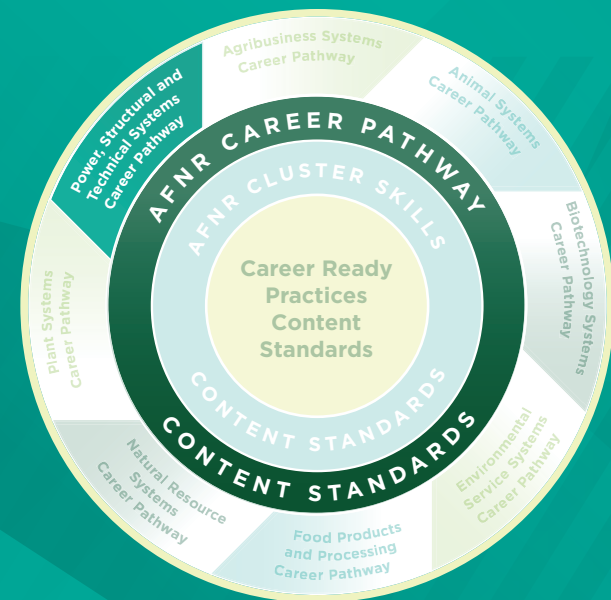 Agribusiness Systems
Career Pathway
Animal Systems
Career Pathway
Biotechnology Systems
Career Pathway
Environmental
Service Systems
Career Pathway
Food Products
and Processing
Career Pathway
Natural Resource
Systems
Career Pathway
Plant Systems
Career Pathway
Power, Structural and
Technical Systems
Career Pathway
AFNR CAREER PATHWAY
CONTENT STANDARDS
AFNR CLUSTER SKILLS
CONTENT STANDARDS
Career Ready
Practices
Content
Standards